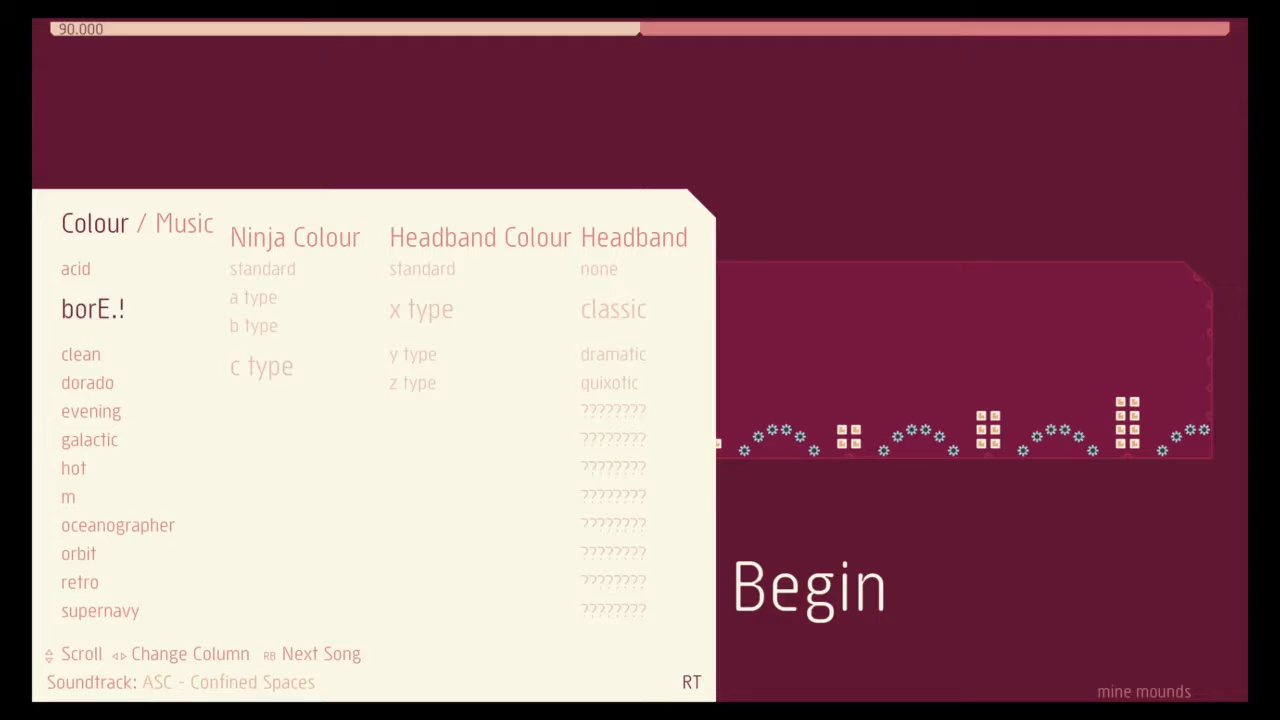 90.000
Colour / Music
acid
borE.!
clean
dorado
evening
galactic
hot
m
oceanographer
orbit
retro
supernavy
Ninja Colour
standard
a type
b type
c type
Headband Colour
standard
x type
y type
z type
Headband
none
classic
dramatic
quixotic
????????
????????
????????
????????
????????
????????
????????
????????
Scroll Change Column RB Next Song
Soundtrack: ASC - Confined Spaces
RT
Begin
mine mounds